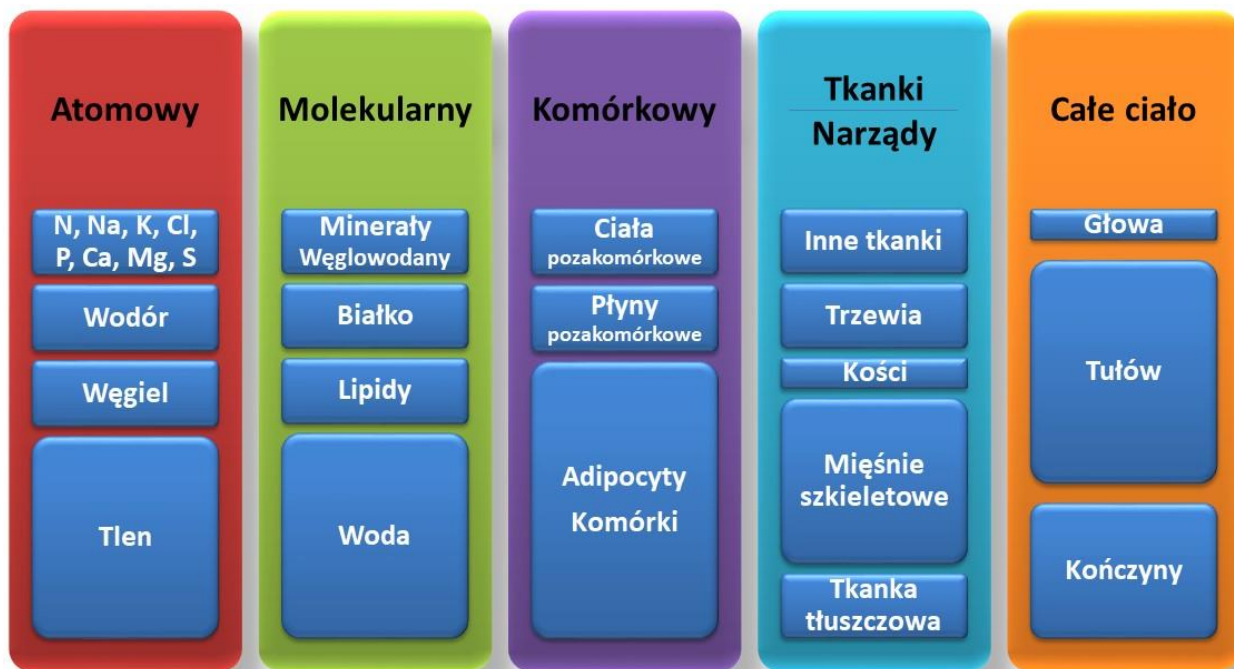 Atomowy
N, Na, K, Cl,
P, Ca, Mg, S
Wodór
Węgiel
Tlen
Molekularny
Minerały
Węglowodany
Białko
Lipidy
Woda
Komórkowy
Ciała
pozakomórkowe
Płyny
pozakomórkowe
Adipocyty
Komórki
Tkanki
Narządy
Inne tkanki
Trzewia
Kości
Mięśnie
szkieletowe
Tkanka
tłuszczowa
Całe ciało
Głowa
Tułów
Kończyny